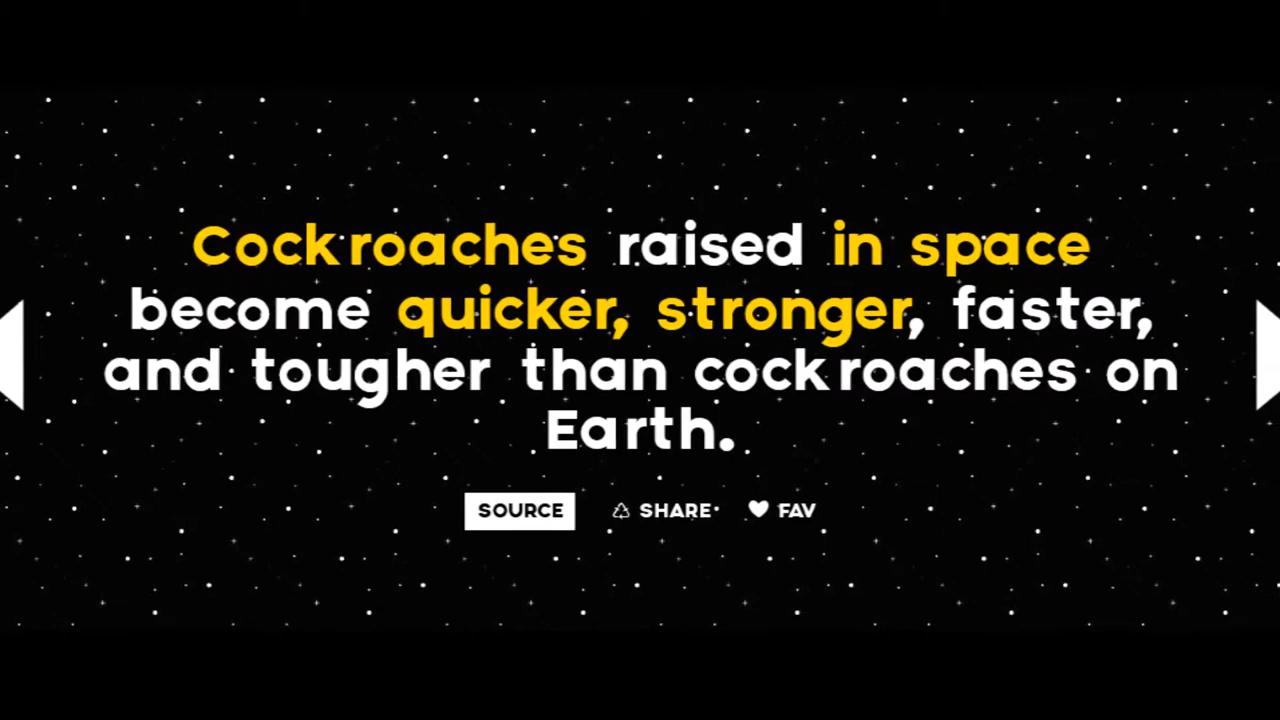 Cockroaches raised in space
become quicker, stronger, faster,
and tougher than cockroaches on
Earth.
SOURCE SHARE FAV